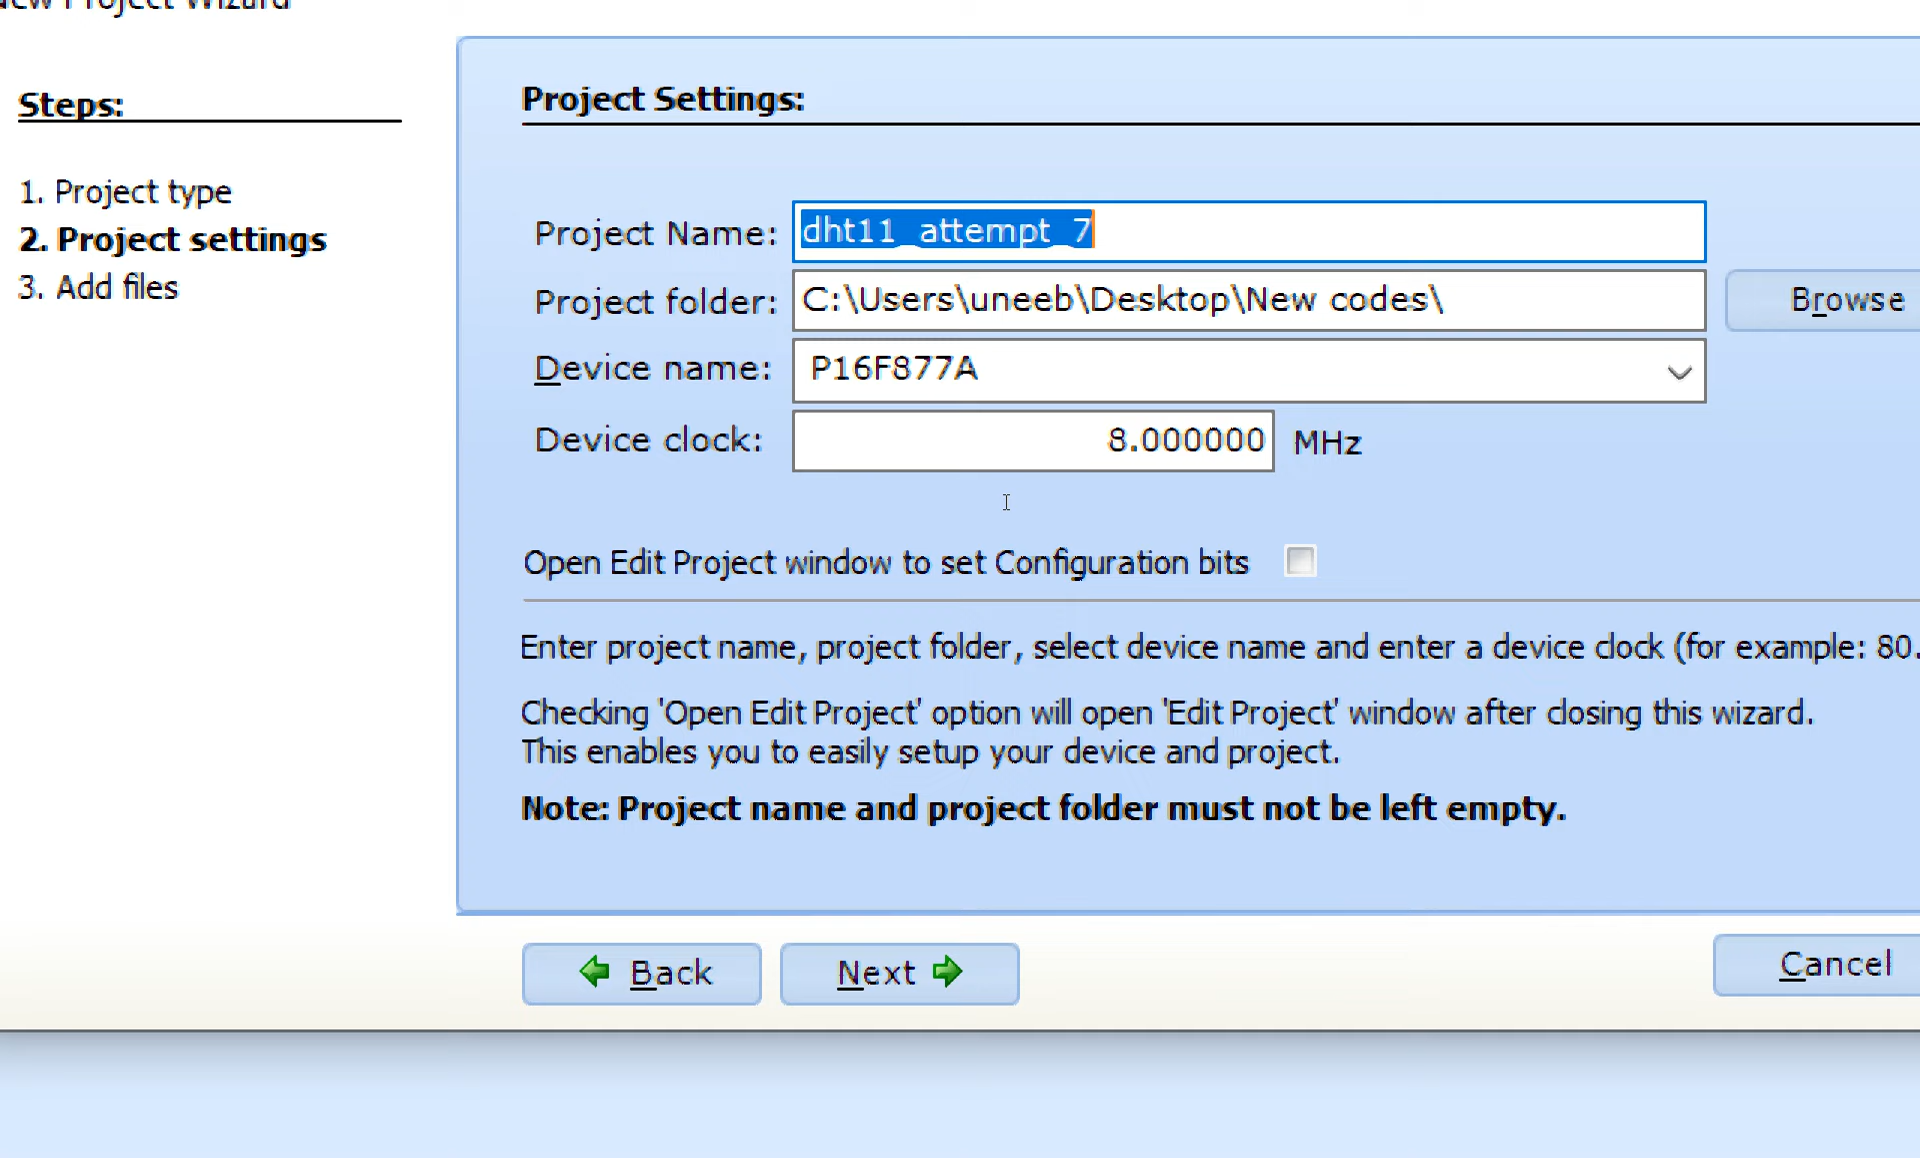 New Project Wizard
Steps:
1. Project type
2. Project settings
3. Add files
Project Settings:
Project Name: dht11_attempt_7
Project folder: C:\Users\uneeb\Desktop\New codes\
Browse
Device name: P16F877A
Device clock: 8.000000 MHz
Open Edit Project window to set Configuration bits
Enter project name, project folder, select device name and enter a device clock (for example: 80.
Checking 'Open Edit Project' option will open 'Edit Project' window after closing this wizard.
This enables you to easily setup your device and project.
Note: Project name and project folder must not be left empty.
Back
Next
Cancel